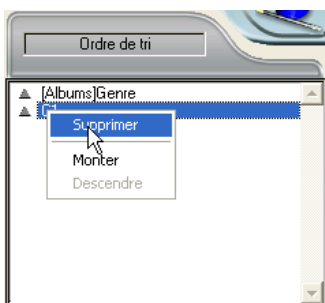 Ordre de tri
[Albums]Genre
Supprimer
Monter
Descendre